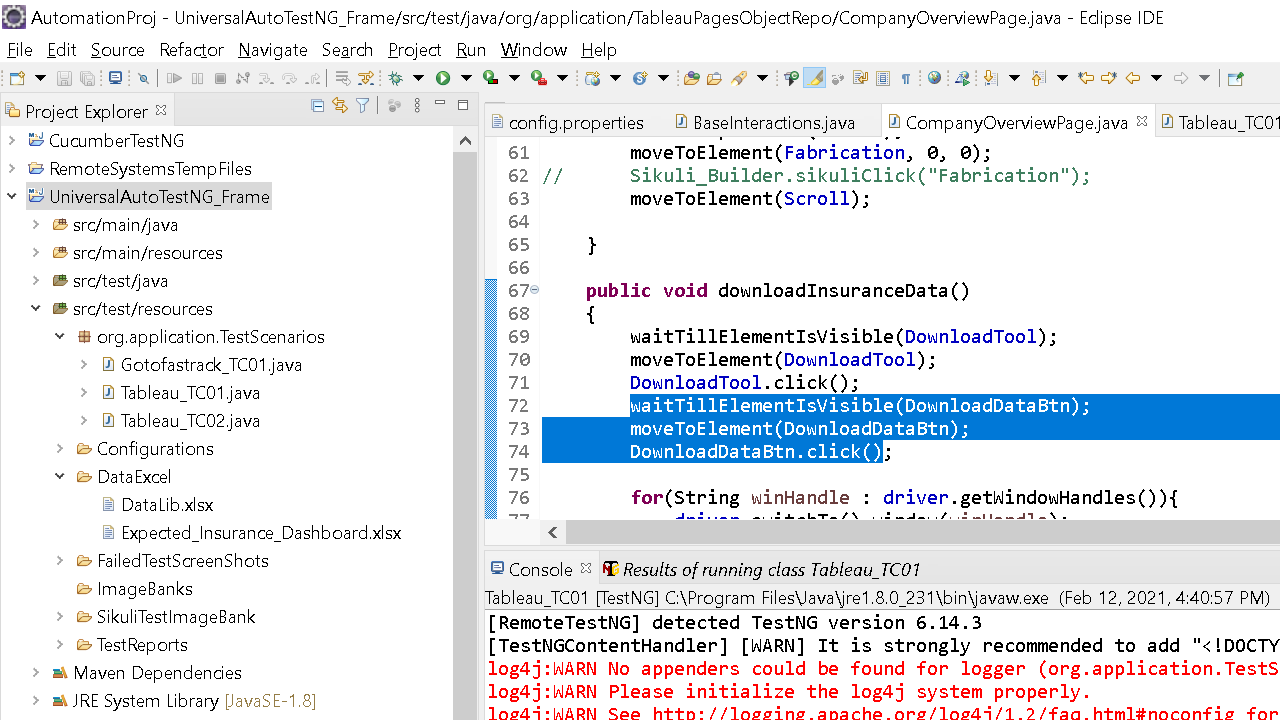 AutomationProj - UniversalAutoTestNG_Frame/src/test/java/org/application/TableauPagesObjectRepo/CompanyOverviewPage.java - Eclipse IDE
File Edit Source Refactor Navigate Search Project Run Window Help
Project Explorer
CucumberTestNG
RemoteSystemsTmpFiles
UniversalAutoTestNG_Frame
src/main/java
src/main/resources
src/test/java
src/test/resources
org.application.TestScenarios
Gotofastrack_TC01.java
Tableau_TC01.java
Tableau_TC02.java
Configurations
DataExcel
DataLib.xlsx
Expected_Insurance_Dashboard.xlsx
FailedTestScreenShots
ImageBanks
SikuliTestImageBank
TestReports
Maven Dependencies
JRE System Library [JavaSE-1.8]
config.properties BaseInteractions.java CompanyOverviewPage.java Tableau_TC01
61 moveToElement(Fabrication, 0, 0);
62 // Sikuli_Builder.sikuliClick("Fabrication");
63 moveToElement(Scroll);
64
65 }
66
67 public void downloadInsuranceData()
68 {
69 waitTillElementIsVisible(DownloadTool);
70 moveToElement(DownloadTool);
71 DownloadTool.click();
72 waitTillElementIsVisible(DownloadDataBtn);
73 moveToElement(DownloadDataBtn);
74 DownloadDataBtn.click();
75
76 for(String winHandle : driver.getWindowHandles()){
77 driver.switchTo().window(winHandle);
Console Results of running class Tableau_TC01
Tableau_TC01 [TestNG] C:\Program Files\Java\jre1.8.0_231\bin\javaw.exe (Feb 12, 2021, 4:40:57 PM)
[RemoteTestNG] detected TestNG version 6.14.3
[TestNGContentHandler] [WARN] It is strongly recommended to add "<!DOCTY
log4j:WARN No appenders could be found for logger (org.application.TestS
log4j:WARN Please initialize the log4j system properly.
log4j:WARN See http://logging.apache.org/log4j/1.2/faq.html#noconfig for